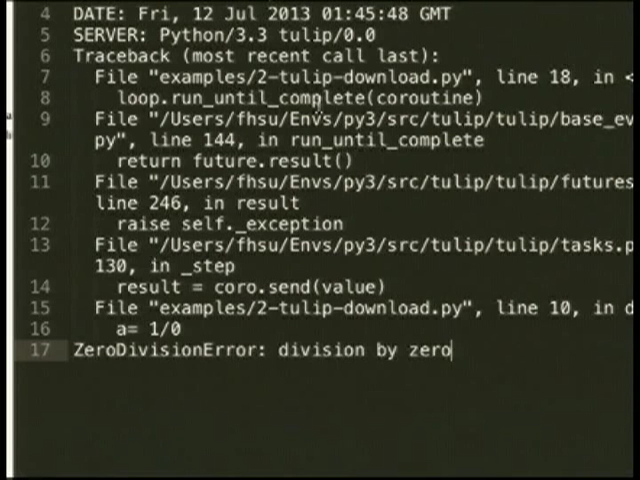 4 DATE: Fri, 12 Jul 2013 01:45:48 GMT
5 SERVER: Python/3.3 tulip/0.0
6 Traceback (most recent call last):
7 File "examples/2-tulip-download.py", line 18, in <
8 loop.run_until_complete(coroutine)
9 File "/Users/fhsu/Envs/py3/src/tulip/tulip/base_ev
py", line 144, in run_until_complete
10 return future.result()
11 File "/Users/fhsu/Envs/py3/src/tulip/tulip/futures
line 246, in result
12 raise self._exception
13 File "/Users/fhsu/Envs/py3/src/tulip/tulip/tasks.p
130, in _step
14 result = coro.send(value)
15 File "examples/2-tulip-download.py", line 10, in d
16 a= 1/0
17 ZeroDivisionError: division by zero